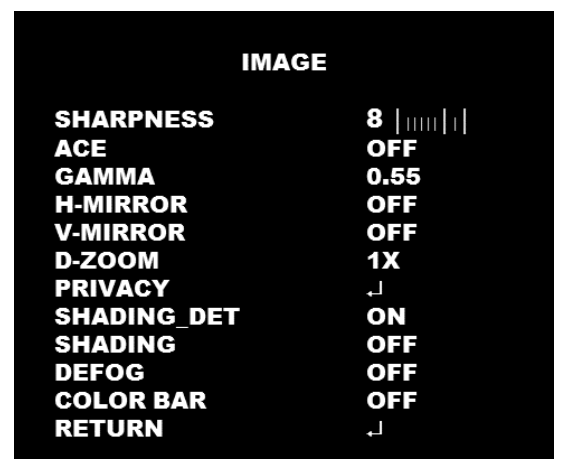 IMAGE
SHARPNESS 8
ACE OFF
GAMMA 0.55
H-MIRROR OFF
V-MIRROR OFF
D-ZOOM 1X
PRIVACY ↵
SHADING_DET ON
SHADING OFF
DEFOG OFF
COLOR BAR OFF
RETURN ↵